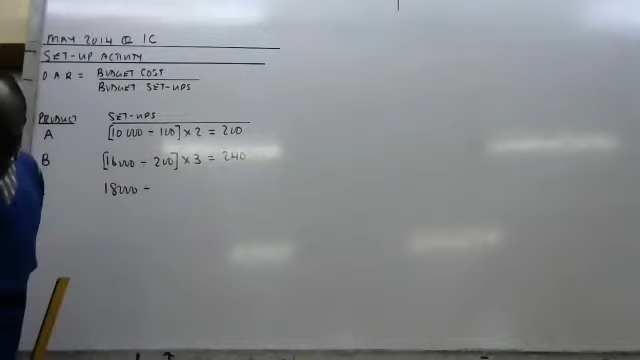 MAY 2014 Q 1C
SET-UP ACTIVITY
O A R = BUDGET COST
BUDGET SET-UPS
PRODUCT SET-UPS
A [10 000 ÷ 100] × 2 = 200
B [16 000 ÷ 200] × 3 = 240
18000 ÷